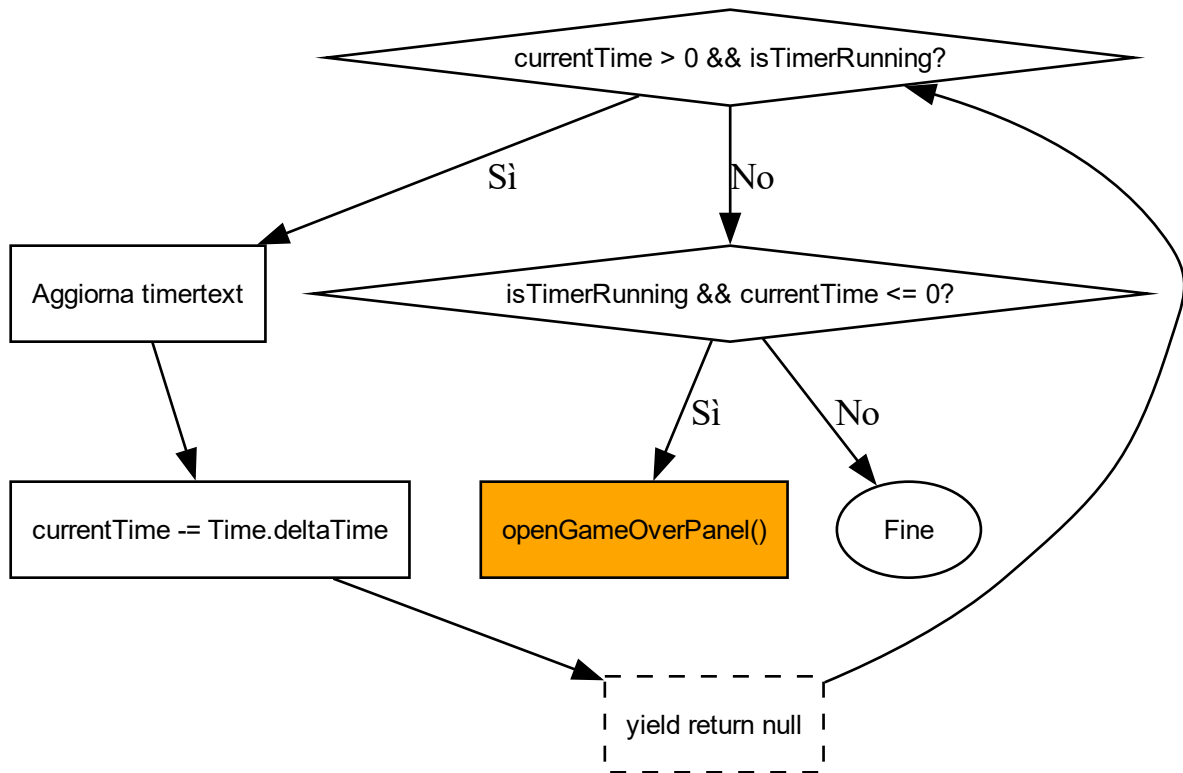 currentTime > 0 && isTimerRunning?
Sì
No
Aggiorna timertext
isTimerRunning && currentTime <= 0?
Sì
No
currentTime -= Time.deltaTime
openGameOverPanel()
Fine
yield return null